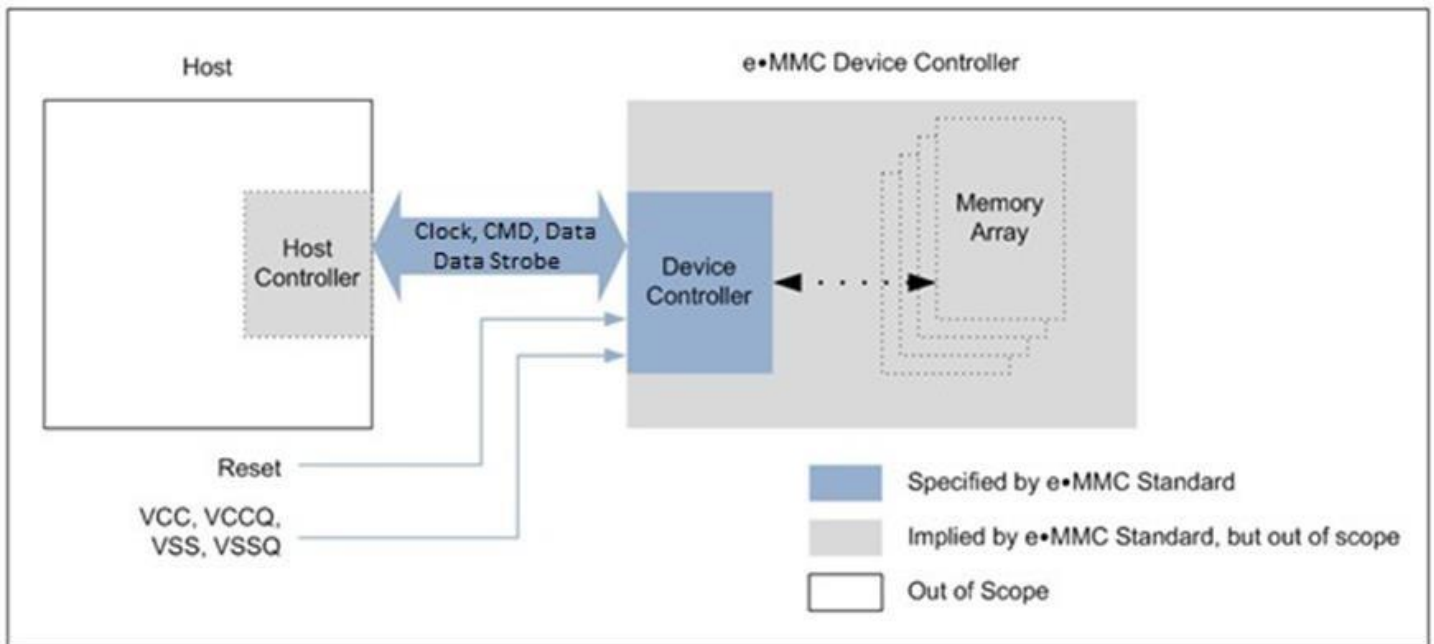 Host
e•MMC Device Controller
Host
Controller
Clock, CMD, Data
Data Strobe
Device
Controller
Memory
Array
Reset
VCC, VCCQ,
VSS, VSSQ
Specified by e•MMC Standard
Implied by e•MMC Standard, but out of scope
Out of Scope